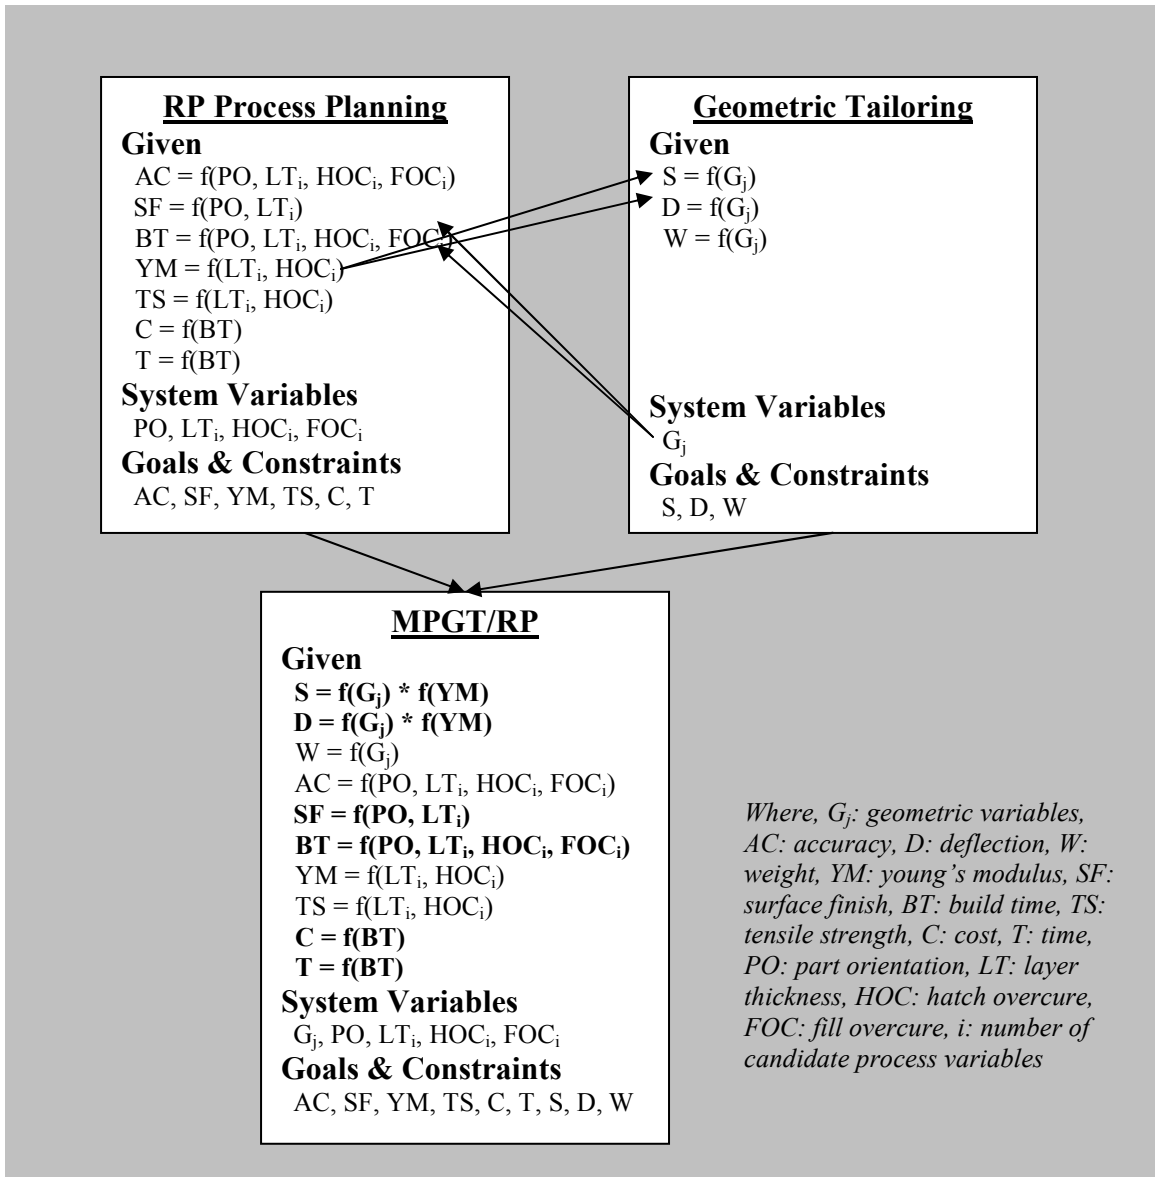 RP Process Planning
Given
AC = f(PO, LTi, HOCi, FOCi)
SF = f(PO, LTi)
BT = f(PO, LTi, HOCi, FOCi)
YM = f(LTi, HOCi)
TS = f(LTi, HOCi)
C = f(BT)
T = f(BT)
System Variables
PO, LTi, HOCi, FOCi
Goals & Constraints
AC, SF, YM, TS, C, T
Geometric Tailoring
Given
S = f(Gj)
D = f(Gj)
W = f(Gj)
System Variables
Gj
Goals & Constraints
S, D, W
MPGT/RP
Given
S = f(Gj) * f(YM)
D = f(Gj) * f(YM)
W = f(Gj)
AC = f(PO, LTi, HOCi, FOCi)
SF = f(PO, LTi)
BT = f(PO, LTi, HOCi, FOCi)
YM = f(LTi, HOCi)
TS = f(LTi, HOCi)
C = f(BT)
T = f(BT)
System Variables
Gj, PO, LTi, HOCi, FOCi
Goals & Constraints
AC, SF, YM, TS, C, T, S, D, W
Where, Gj: geometric variables,
AC: accuracy, D: deflection, W:
weight, YM: young's modulus, SF:
surface finish, BT: build time, TS:
tensile strength, C: cost, T: time,
PO: part orientation, LT: layer
thickness, HOC: hatch overcure,
FOC: fill overcure, i: number of
candidate process variables